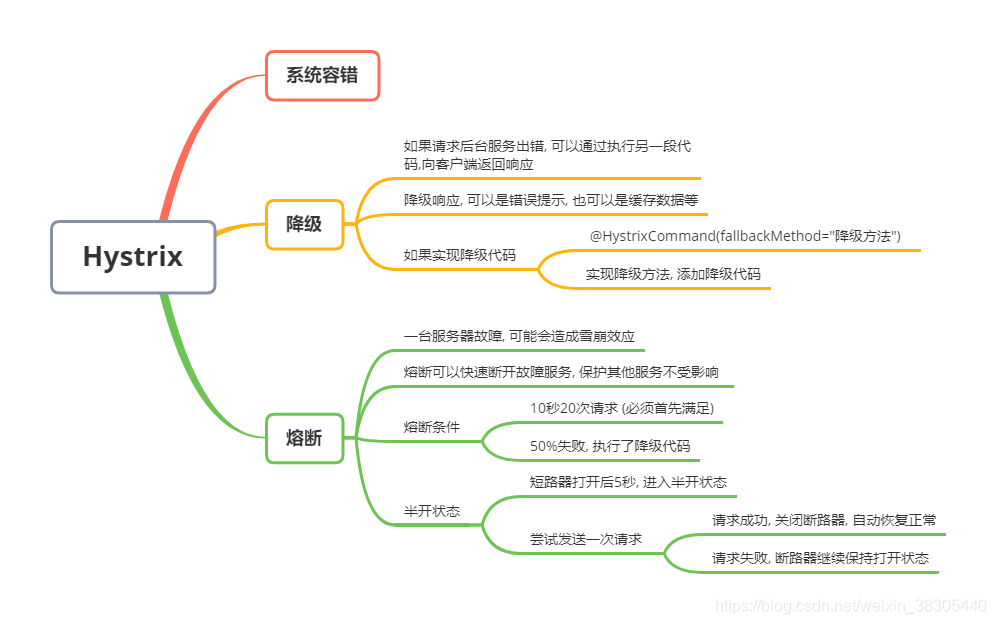 Hystrix
系统容错
降级
如果请求后台服务出错, 可以通过执行另一段代
码,向客户端返回响应
降级响应, 可以是错误提示, 也可以是缓存数据等
如果实现降级代码
@HystrixCommand(fallbackMethod="降级方法")
实现降级方法, 添加降级代码
熔断
一台服务器故障, 可能会造成雪崩效应
熔断可以快速断开故障服务, 保护其他服务不受影响
熔断条件
10秒20次请求 (必须首先满足)
50%失败, 执行了降级代码
半开状态
短路器打开后5秒, 进入半开状态
尝试发送一次请求
请求成功, 关闭断路器, 自动恢复正常
请求失败, 断路器继续保持打开状态
https://blog.csdn.net/weixin_38305440